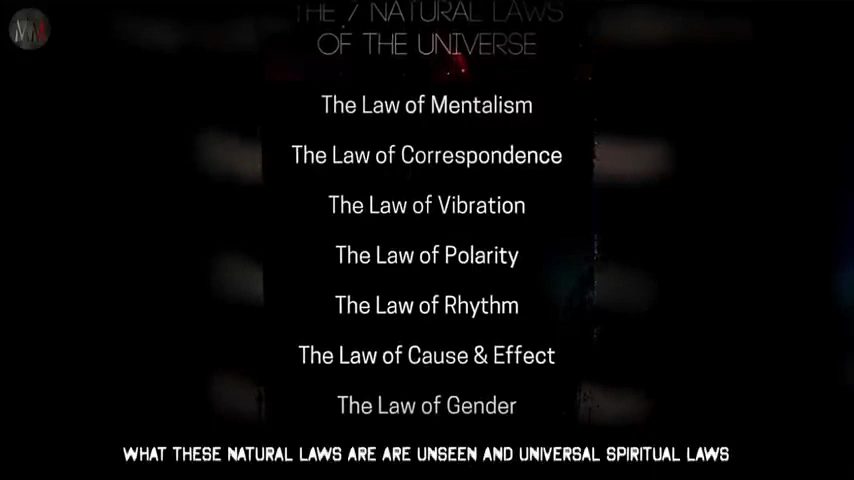 MM
THE 7 NATURAL LAWS
OF THE UNIVERSE
The Law of Mentalism
The Law of Correspondence
The Law of Vibration
The Law of Polarity
The Law of Rhythm
The Law of Cause & Effect
The Law of Gender
WHAT THESE NATURAL LAWS ARE ARE UNSEEN AND UNIVERSAL SPIRITUAL LAWS